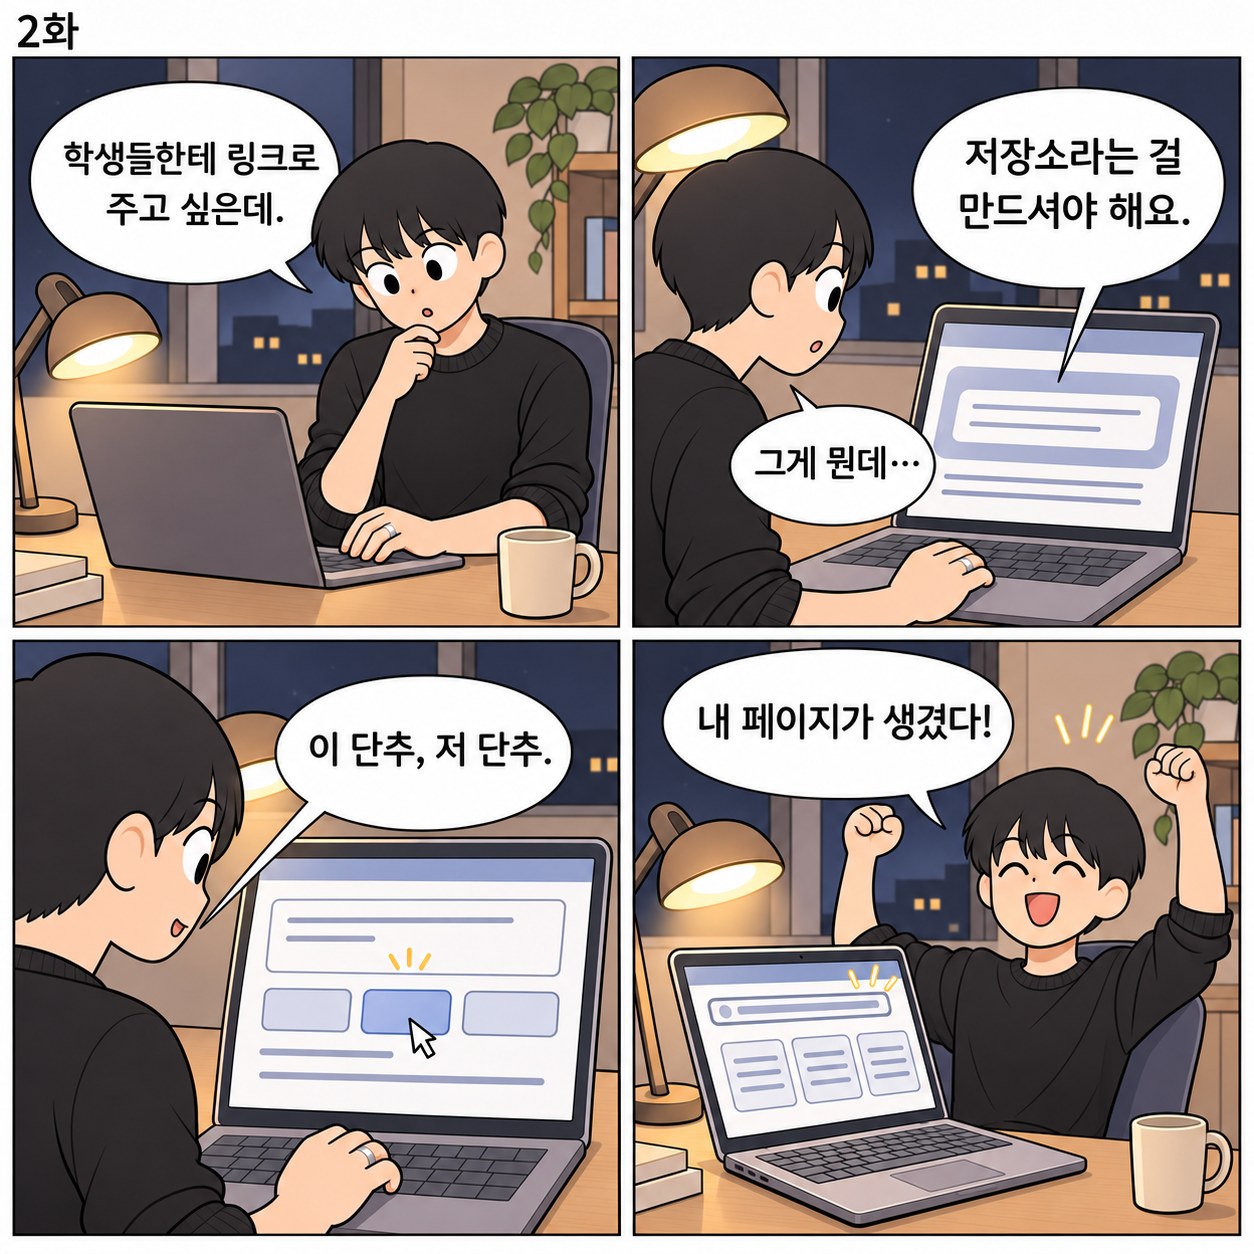 2화
학생들한테 링크로
주고 싶은데.
저장소라는 걸
만드셔야 해요.
그게 뭔데…
이 단추, 저 단추.
내 페이지가 생겼다!